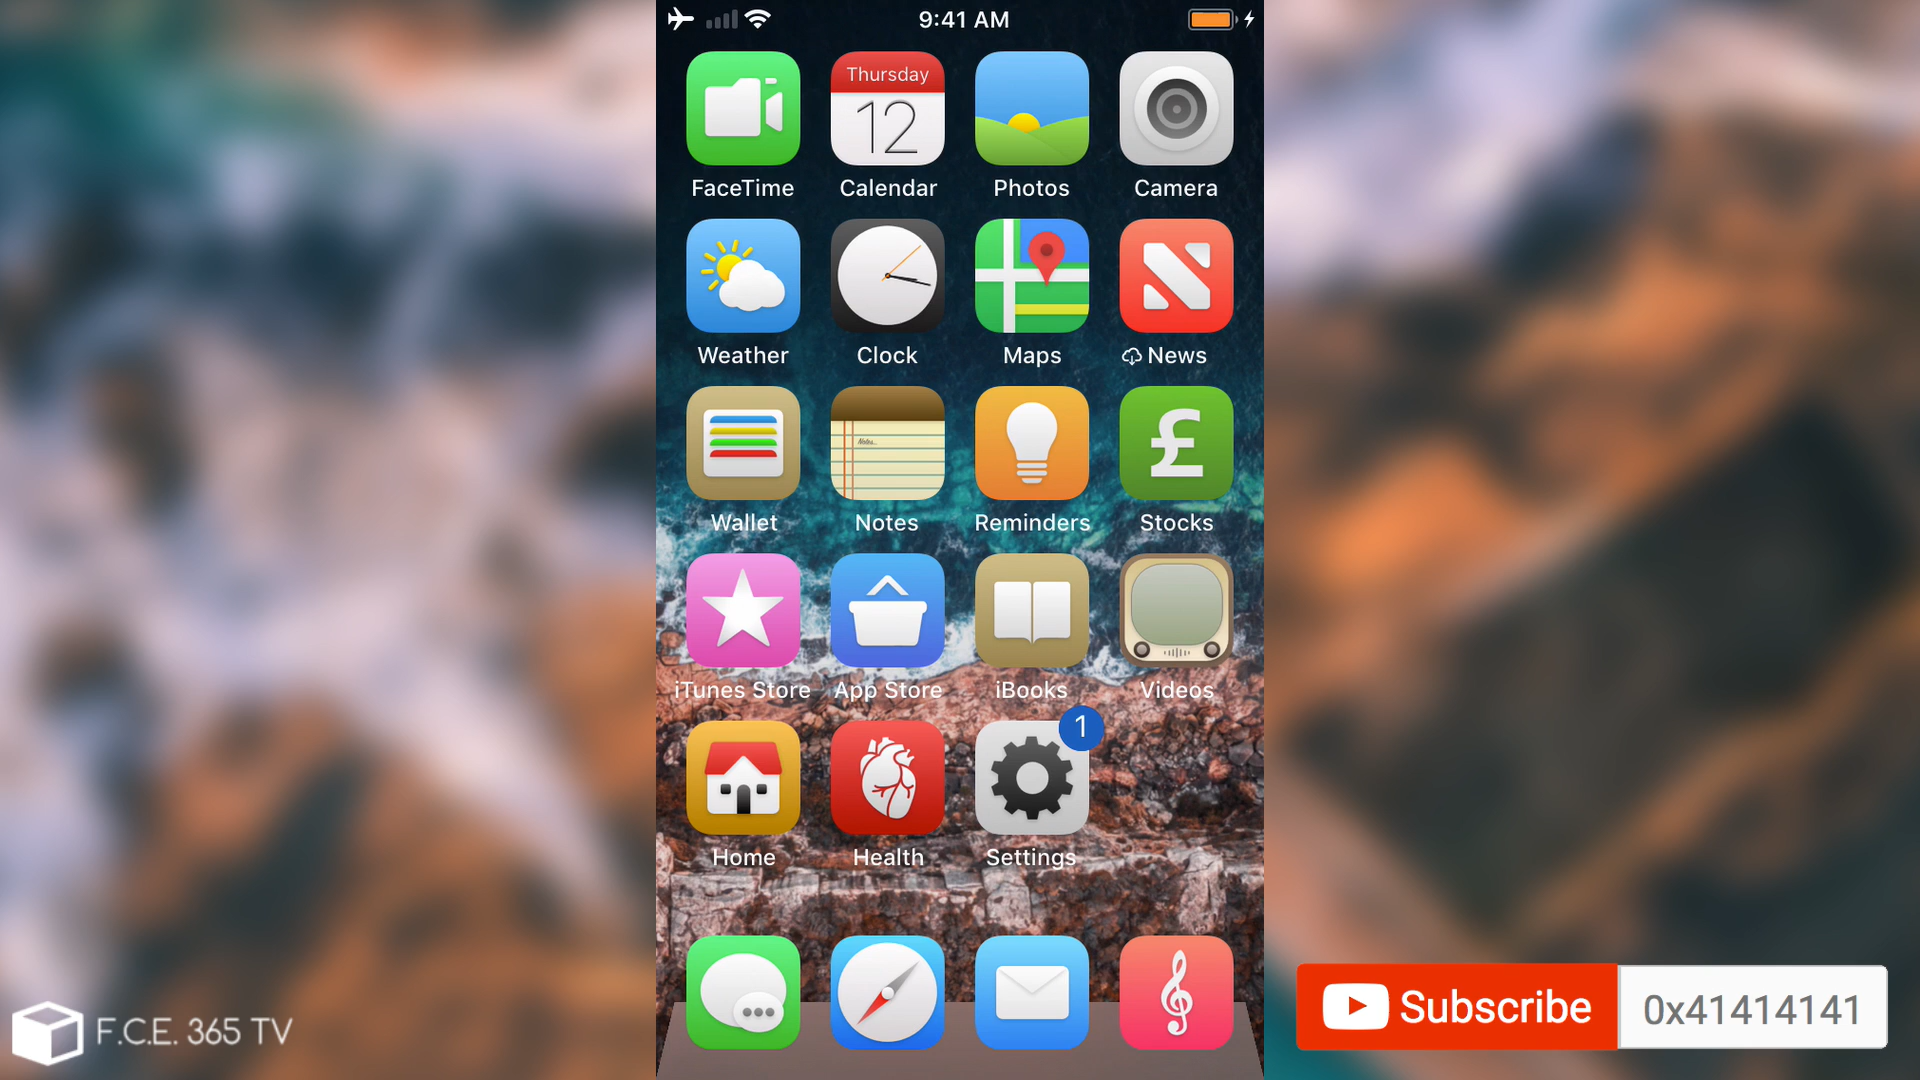 9:41 AM
Thursday
12
FaceTime Calendar Photos Camera
Weather Clock Maps News
Notes...
£
Wallet Notes Reminders Stocks
iTunes Store App Store iBooks Videos
1
Home Health Settings
F.C.E. 365 TV
Subscribe 0x41414141